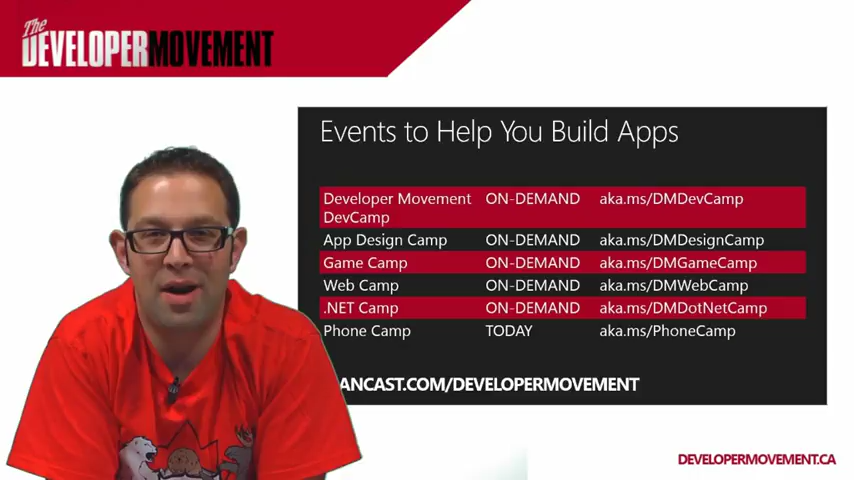 The
DEVELOPERMOVEMENT
Events to Help You Build Apps
Developer Movement DevCamp ON-DEMAND aka.ms/DMDevCamp
App Design Camp ON-DEMAND aka.ms/DMDesignCamp
Game Camp ON-DEMAND aka.ms/DMGameCamp
Web Camp ON-DEMAND aka.ms/DMWebCamp
.NET Camp ON-DEMAND aka.ms/DMDotNetCamp
Phone Camp TODAY aka.ms/PhoneCamp
ANCAST.COM/DEVELOPERMOVEMENT
DEVELOPERMOVEMENT.CA